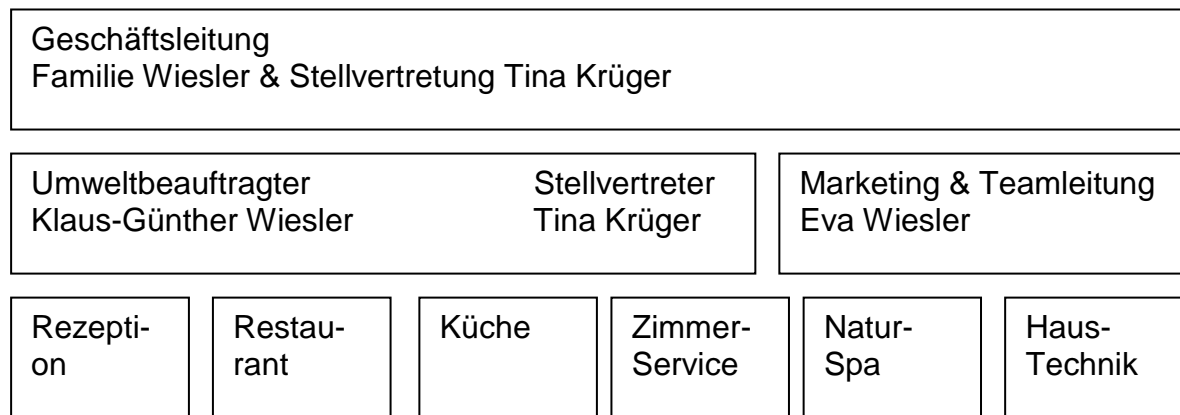 Geschäftsleitung
Familie Wiesler & Stellvertretung Tina Krüger
Umweltbeauftragter Stellvertreter
Klaus-Günther Wiesler Tina Krüger
Marketing & Teamleitung
Eva Wiesler
Rezepti-
on
Restau-
rant
Küche
Zimmer-
Service
Natur-
Spa
Haus-
Technik